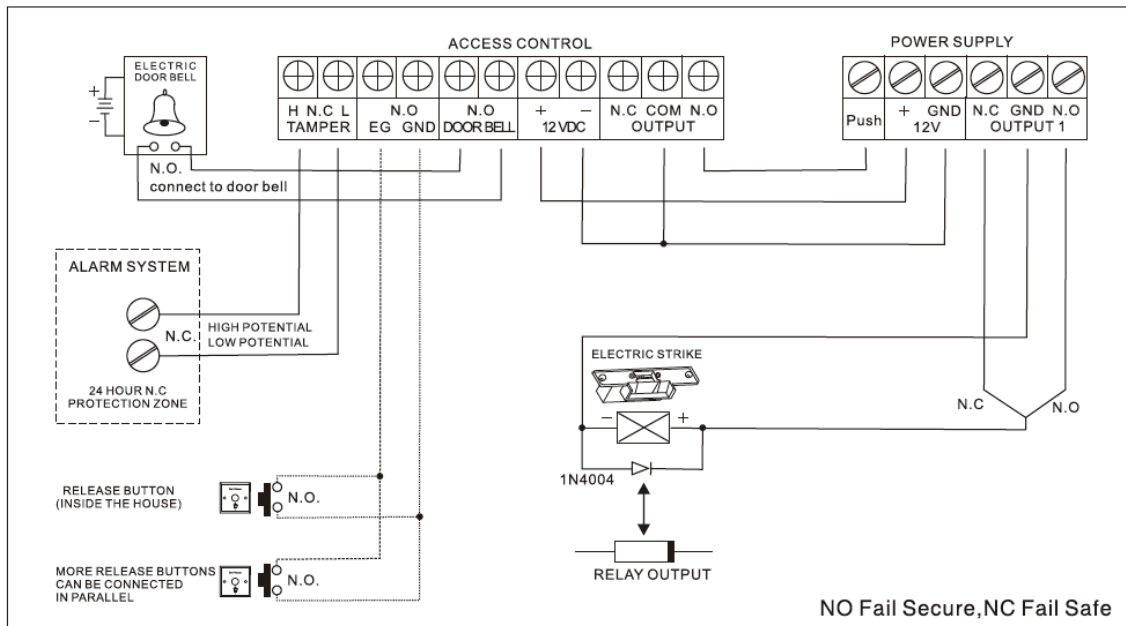 ACCESS CONTROL
POWER SUPPLY
ELECTRIC
DOOR BELL
+
−
H N.C L
TAMPER
N.O
EG GND
N.O
DOOR BELL
+ −
12VDC
N.C COM N.O
OUTPUT
Push
+ GND
12V
N.C GND N.O
OUTPUT 1
N.O.
connect to door bell
ALARM SYSTEM
N.C.
HIGH POTENTIAL
LOW POTENTIAL
24 HOUR N.C
PROTECTION ZONE
ELECTRIC STRIKE
− +
1N4004
N.C
N.O
RELAY OUTPUT
RELEASE BUTTON
(INSIDE THE HOUSE)
N.O.
MORE RELEASE BUTTONS
CAN BE CONNECTED
IN PARALLEL
N.O.
NO Fail Secure,NC Fail Safe